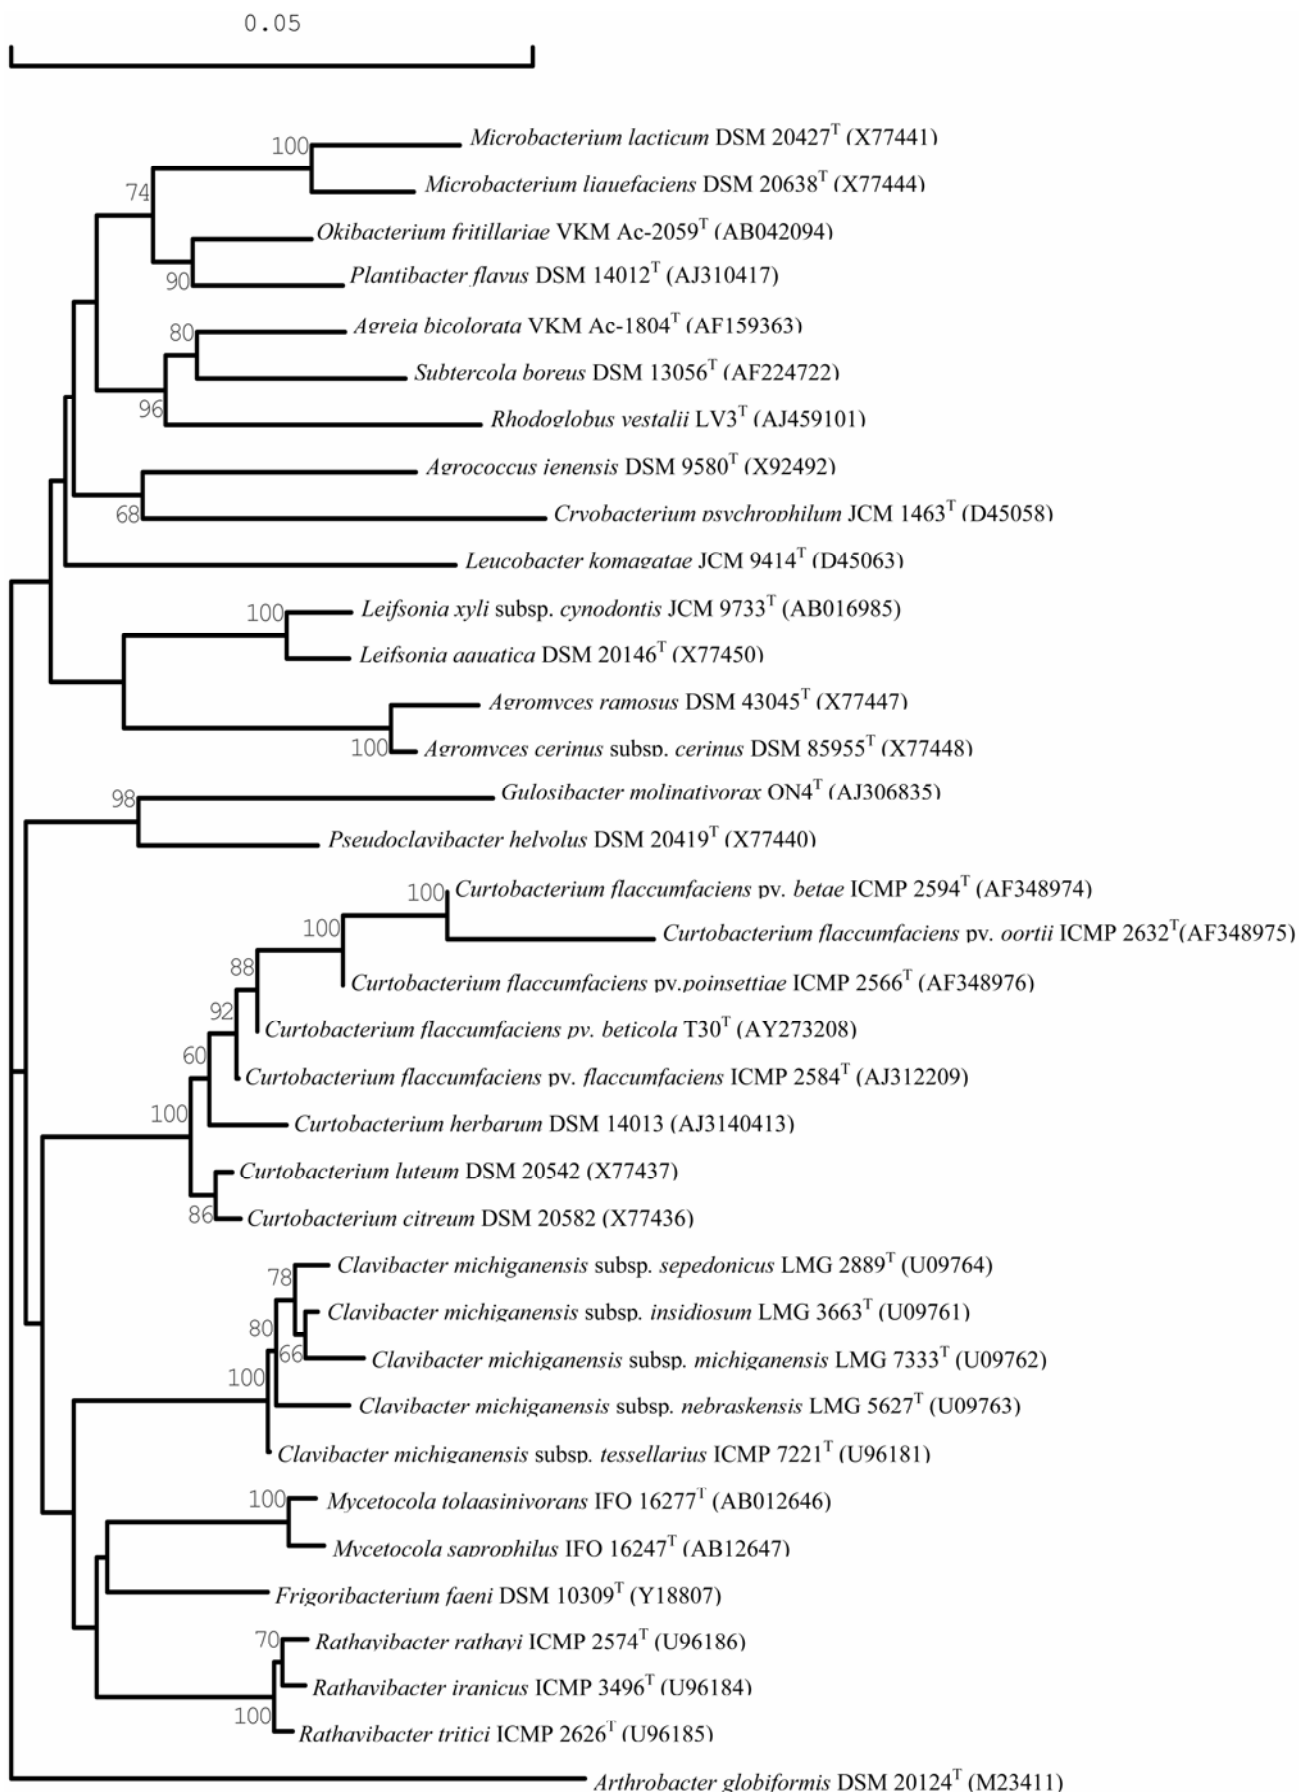 0.05
100
Microbacterium lacticum DSM 20427T (X77441)
Microbacterium liauefaciens DSM 20638T (X77444)
74
Okibacterium fritillariae VKM Ac-2059T (AB042094)
90
Plantibacter flavus DSM 14012T (AJ310417)
80
Agreia bicolorata VKM Ac-1804T (AF159363)
Subtercola boreus DSM 13056T (AF224722)
96
Rhodoglobus vestalii LV3T (AJ459101)
Agrococcus jenensis DSM 9580T (X92492)
68
Cryobacterium psychrophilum JCM 1463T (D45058)
Leucobacter komagatae JCM 9414T (D45063)
100
Leifsonia xyli subsp. cynodontis JCM 9733T (AB016985)
Leifsonia aquatica DSM 20146T (X77450)
Agromyces ramosus DSM 43045T (X77447)
100
Agromyces cerinus subsp. cerinus DSM 85955T (X77448)
98
Gulosibacter molinativorax ON4T (AJ306835)
Pseudoclavibacter helvolus DSM 20419T (X77440)
100
Curtobacterium flaccumfaciens pv. betae ICMP 2594T (AF348974)
100
Curtobacterium flaccumfaciens pv. oortii ICMP 2632T(AF348975)
88
Curtobacterium flaccumfaciens pv.poinsettiae ICMP 2566T (AF348976)
92
Curtobacterium flaccumfaciens pv. beticola T30T (AY273208)
60
Curtobacterium flaccumfaciens pv. flaccumfaciens ICMP 2584T (AJ312209)
100
Curtobacterium herbarum DSM 14013 (AJ3140413)
Curtobacterium luteum DSM 20542 (X77437)
86
Curtobacterium citreum DSM 20582 (X77436)
78
Clavibacter michiganensis subsp. sepedonicus LMG 2889T (U09764)
Clavibacter michiganensis subsp. insidiosum LMG 3663T (U09761)
80
66
Clavibacter michiganensis subsp. michiganensis LMG 7333T (U09762)
100
Clavibacter michiganensis subsp. nebraskensis LMG 5627T (U09763)
Clavibacter michiganensis subsp. tessellarius ICMP 7221T (U96181)
100
Mycetocola tolaasinivorans IFO 16277T (AB012646)
Mycetocola saprophilus IFO 16247T (AB12647)
Frigoribacterium faeni DSM 10309T (Y18807)
70
Rathayibacter rathayi ICMP 2574T (U96186)
Rathayibacter iranicus ICMP 3496T (U96184)
100
Rathayibacter tritici ICMP 2626T (U96185)
Arthrobacter globiformis DSM 20124T (M23411)